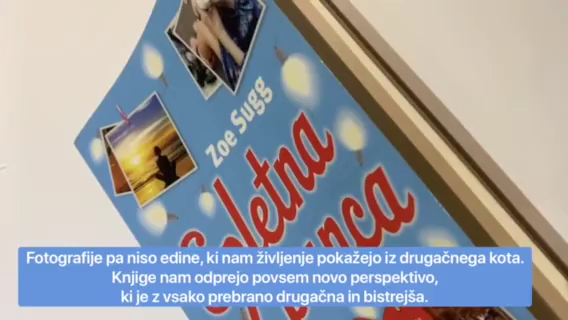 Zoe Sugg
Spletna
Fotografije pa niso edine, ki nam življenje pokažejo iz drugačnega kota.
Knjige nam odprejo povsem novo perspektivo,
ki je z vsako prebrano drugačna in bistrejša.